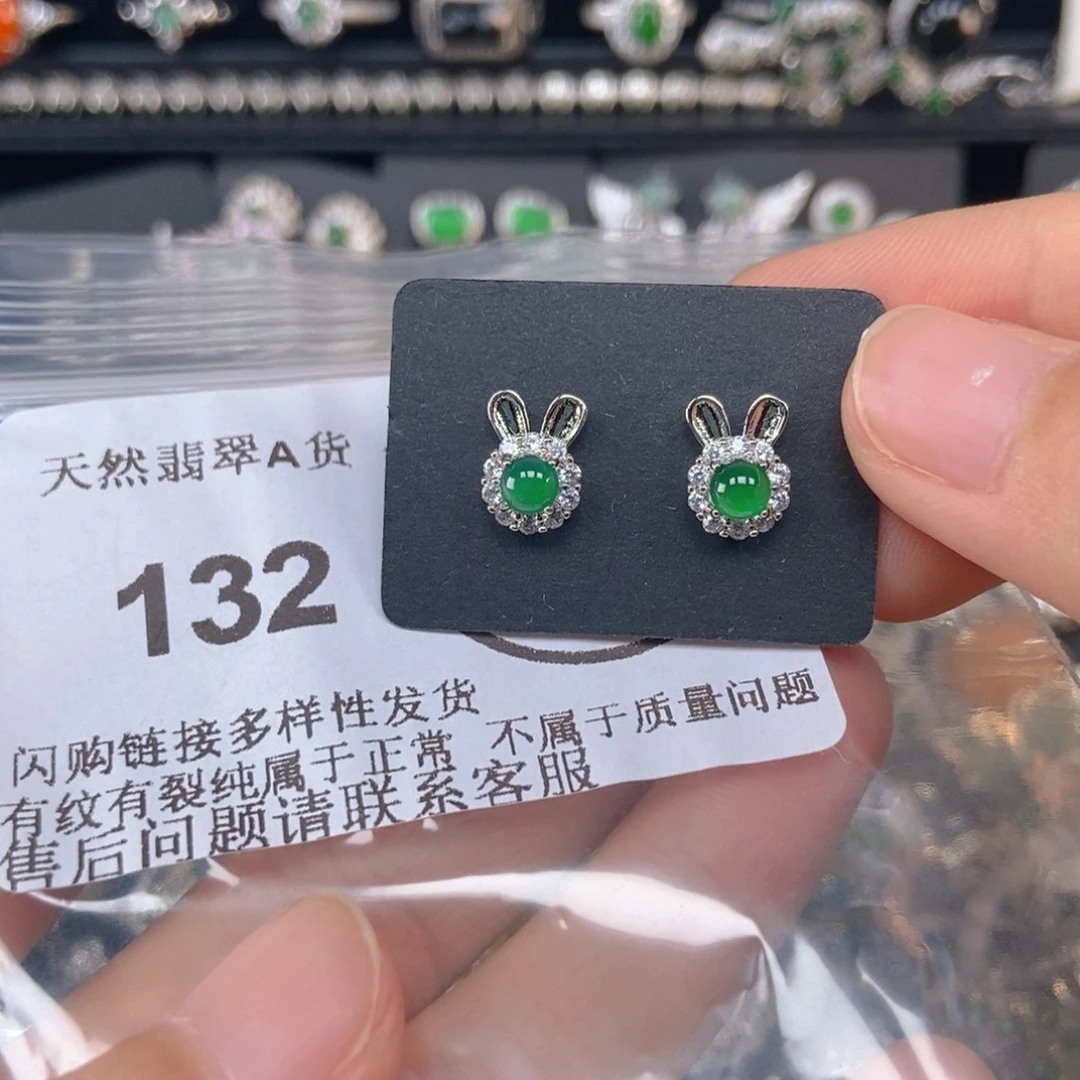 天然翡翠A货
132
闪购链接多样性发货
有纹有裂纯属于正常 不属于质量问题
售后问题请联系客服